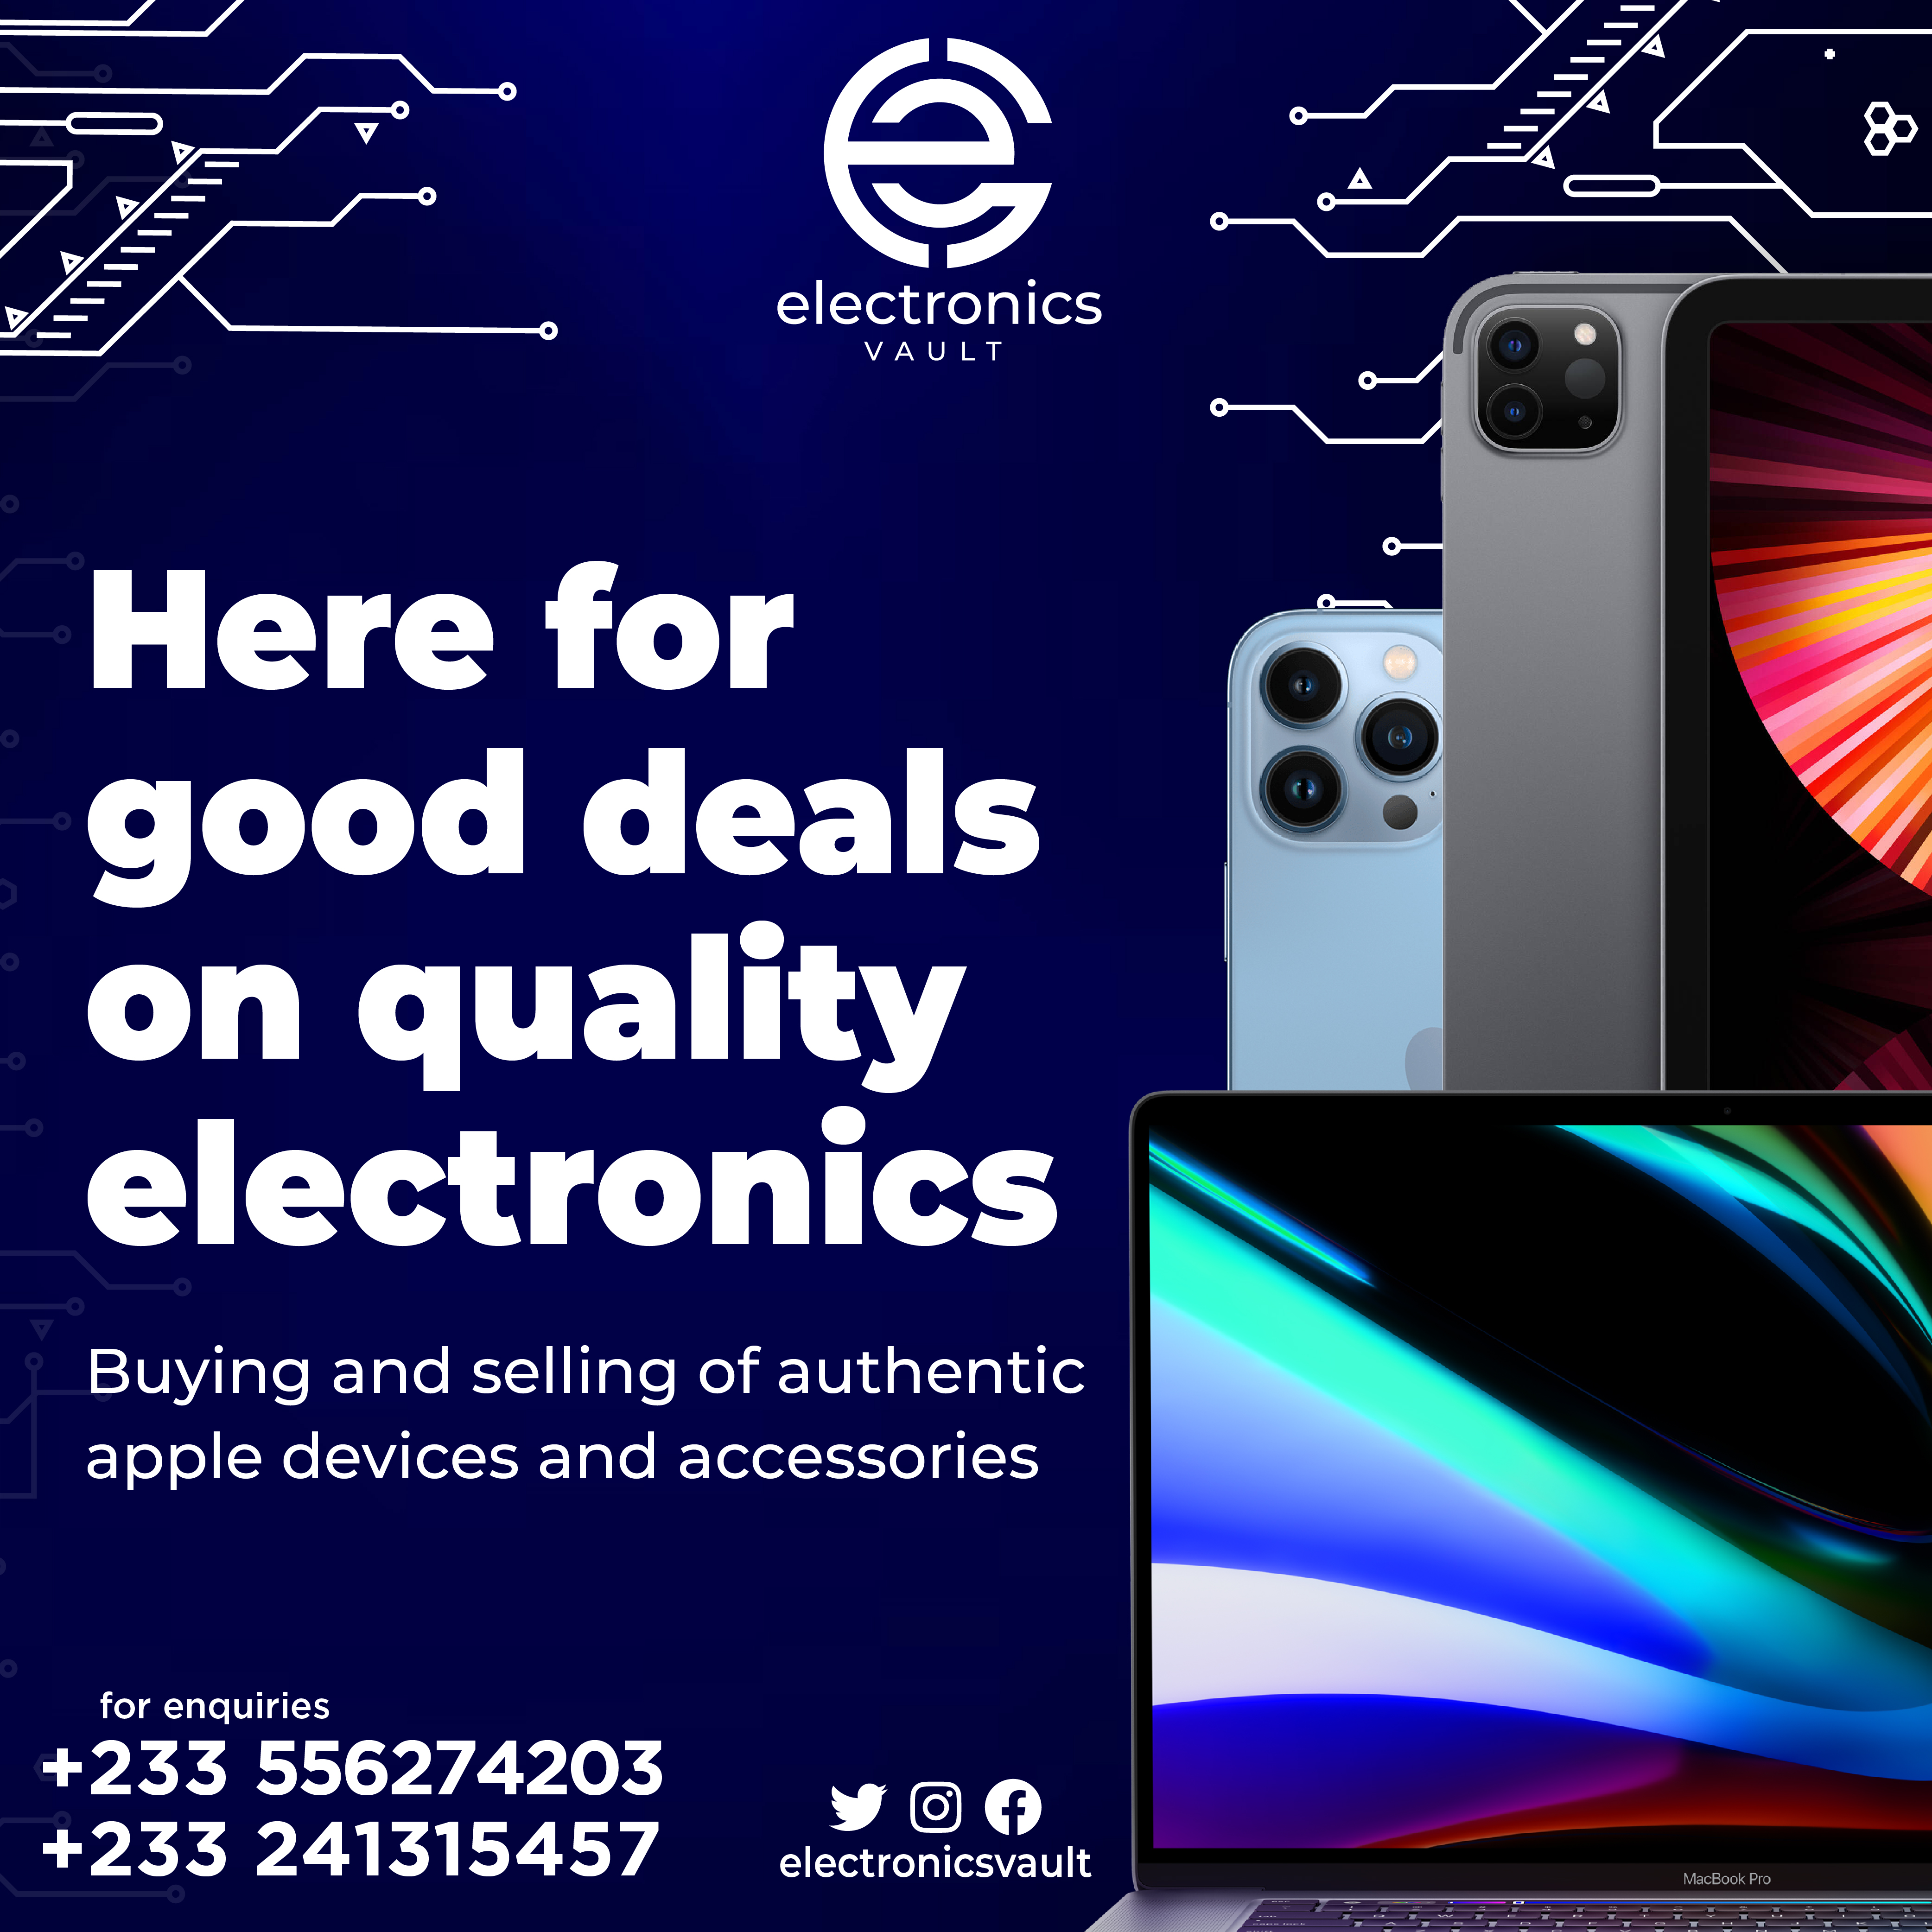 electronics
VAULT
Here for
good deals
on quality
electronics
Buying and selling of authentic
apple devices and accessories
for enquiries
+233 556274203
+233 241315457
electronicsvault
MacBook Pro